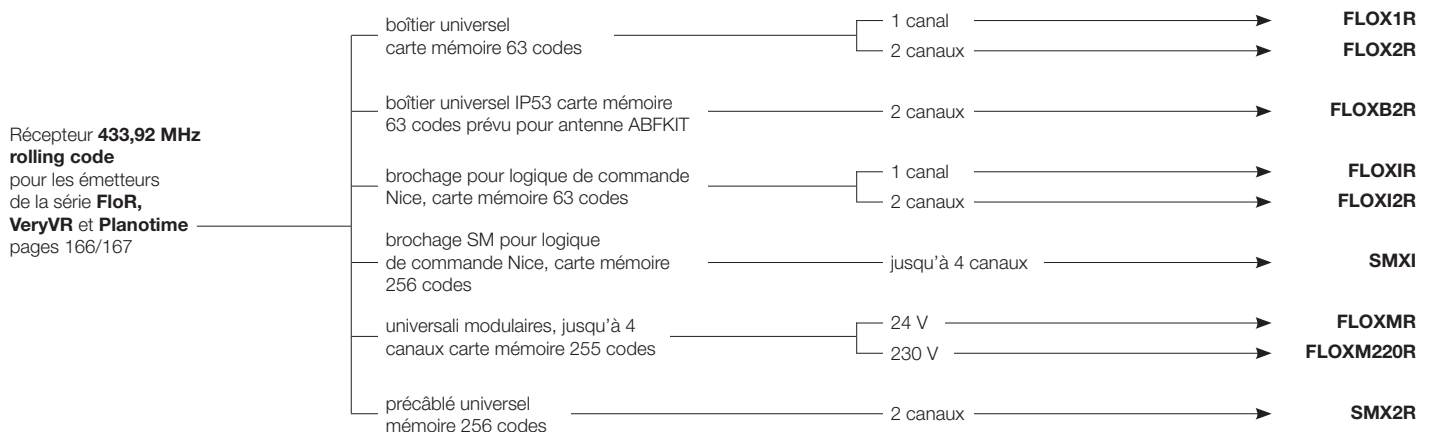 Récepteur 433,92 MHz
rolling code
pour les émetteurs
de la série FloR,
VeryVR et Planotime
pages 166/167
boîtier universel
carte mémoire 63 codes
1 canal
FLOX1R
2 canaux
FLOX2R
boîtier universel IP53 carte mémoire
63 codes prévu pour antenne ABFKIT
2 canaux
FLOXB2R
brochage pour logique de commande
Nice, carte mémoire 63 codes
1 canal
FLOXIR
2 canaux
FLOXI2R
brochage SM pour logique
de commande Nice, carte mémoire
256 codes
jusqu'à 4 canaux
SMXI
universali modulaires, jusqu'à 4
canaux carte mémoire 255 codes
24 V
FLOXMR
230 V
FLOXM220R
précâblé universel
mémoire 256 codes
2 canaux
SMX2R